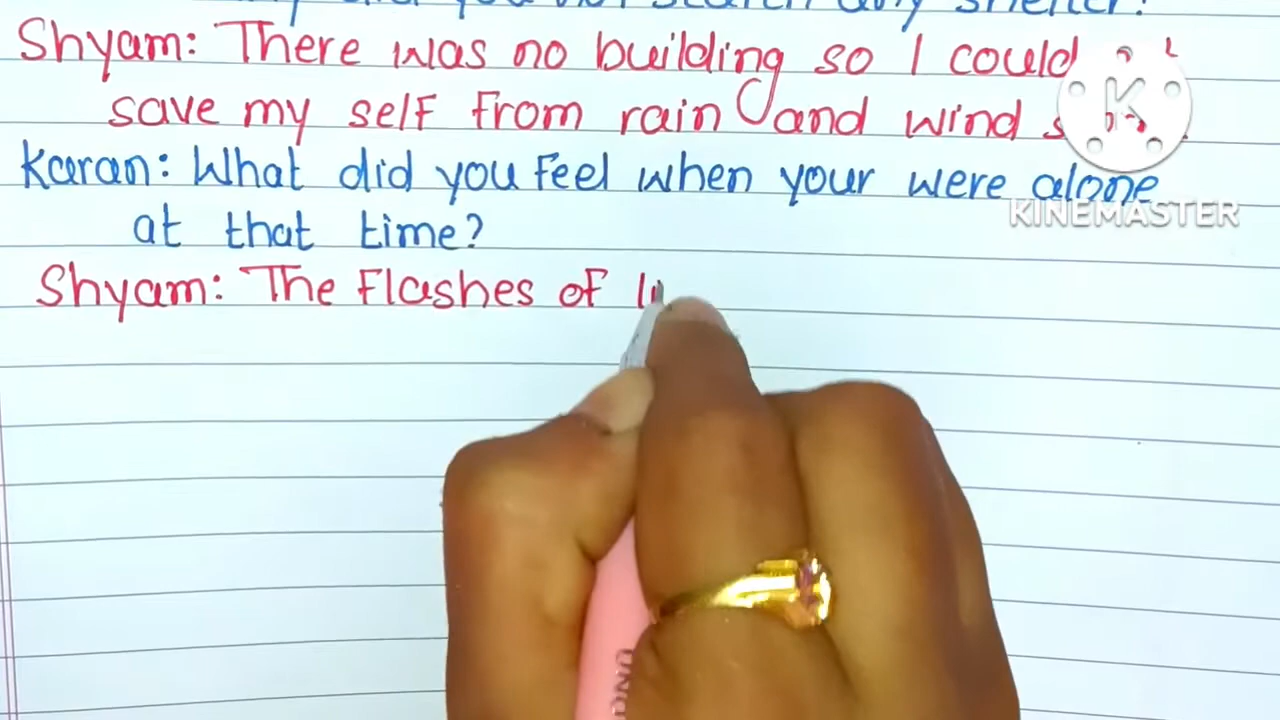 Shyam: There was no building so I could
save my self from rain and wind
Karan: What did you feel when your were alone
KINEMASTER
at that time?
Shyam: The Flashes of